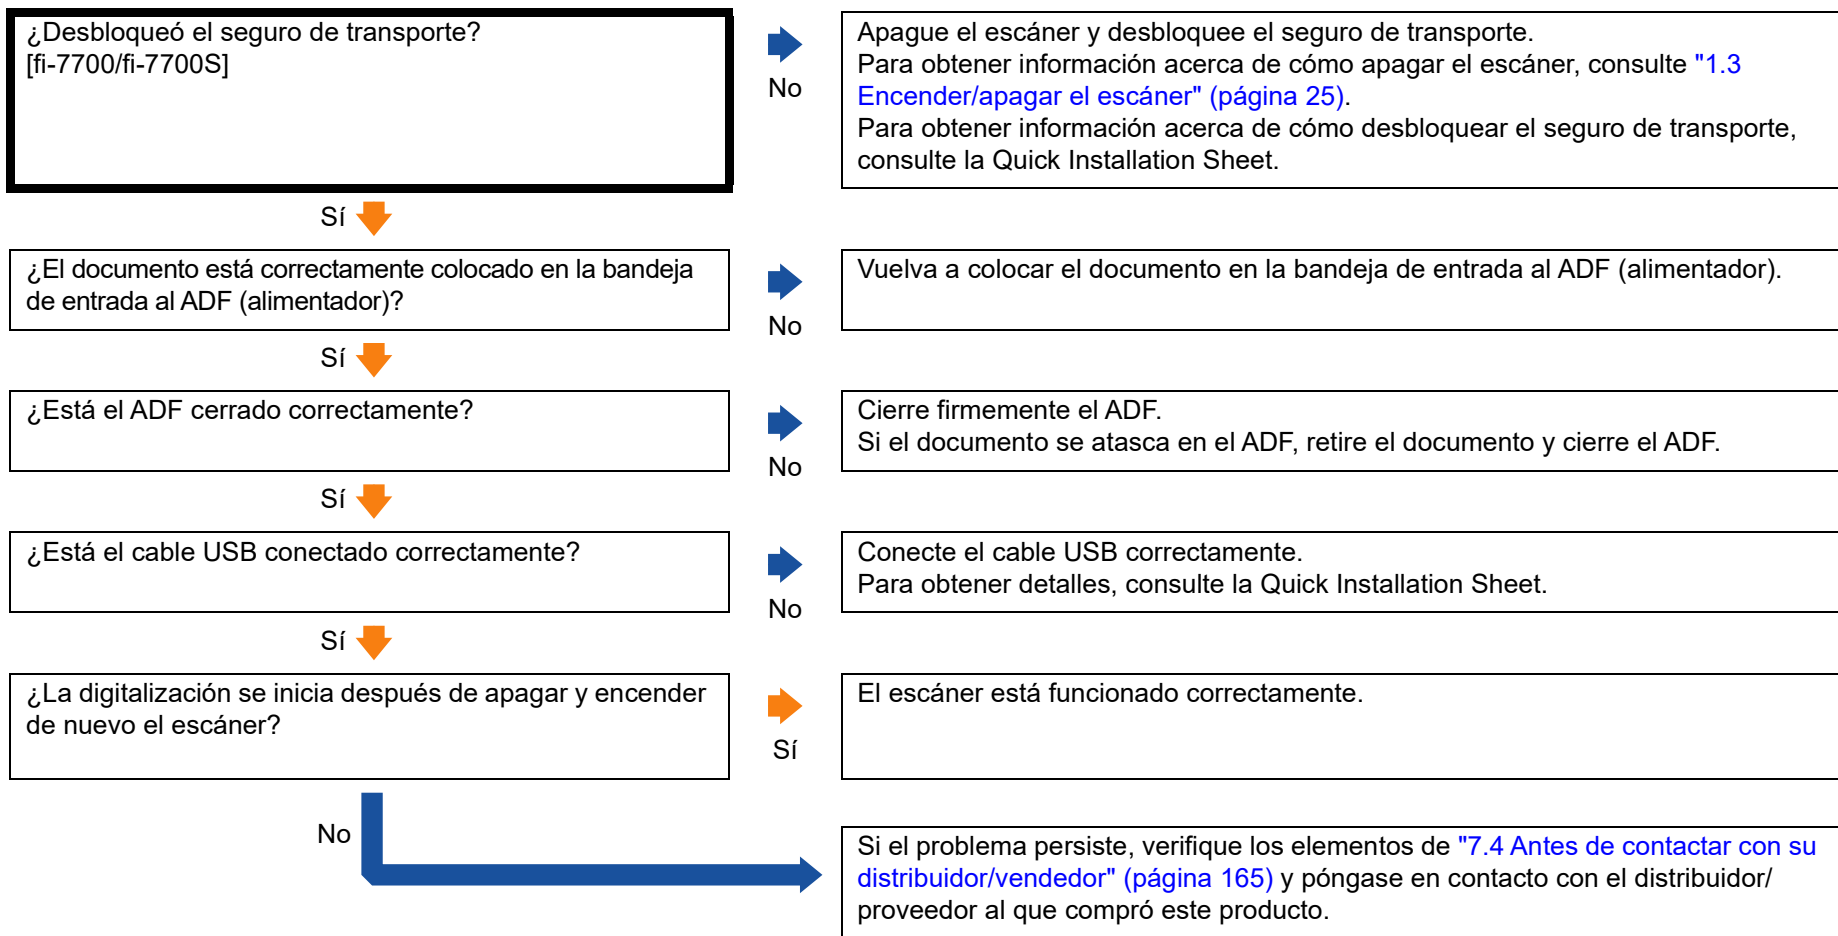 ¿Desbloqueó el seguro de transporte?
[fi-7700/fi-7700S]
No
Apague el escáner y desbloquee el seguro de transporte.
Para obtener información acerca de cómo apagar el escáner, consulte "1.3
Encender/apagar el escáner" (página 25).
Para obtener información acerca de cómo desbloquear el seguro de transporte,
consulte la Quick Installation Sheet.
Sí
¿El documento está correctamente colocado en la bandeja
de entrada al ADF (alimentador)?
No
Vuelva a colocar el documento en la bandeja de entrada al ADF (alimentador).
Sí
¿Está el ADF cerrado correctamente?
No
Cierre firmemente el ADF.
Si el documento se atasca en el ADF, retire el documento y cierre el ADF.
Sí
¿Está el cable USB conectado correctamente?
No
Conecte el cable USB correctamente.
Para obtener detalles, consulte la Quick Installation Sheet.
Sí
¿La digitalización se inicia después de apagar y encender
de nuevo el escáner?
Sí
El escáner está funcionado correctamente.
No
Si el problema persiste, verifique los elementos de "7.4 Antes de contactar con su
distribuidor/vendedor" (página 165) y póngase en contacto con el distribuidor/
proveedor al que compró este producto.